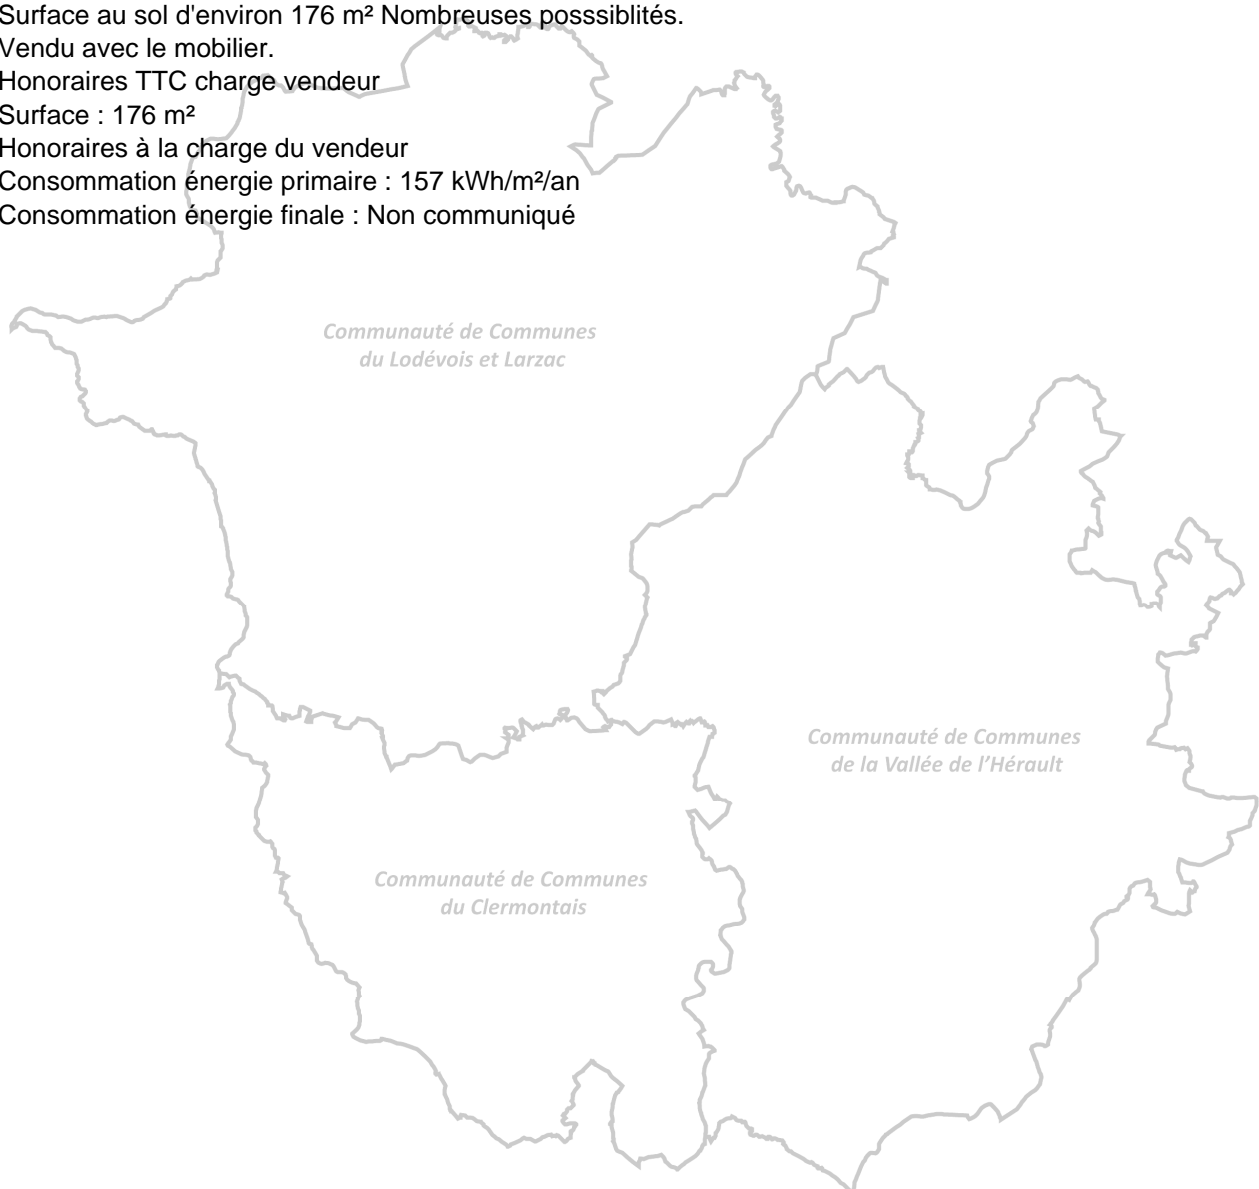 Surface au sol d'environ 176 m² Nombreuses posssiblités.
Vendu avec le mobilier.
Honoraires TTC charge vendeur
Surface : 176 m²
Honoraires à la charge du vendeur
Consommation énergie primaire : 157 kWh/m²/an
Consommation énergie finale : Non communiqué
Communauté de Communes
du Lodévois et Larzac
Communauté de Communes
de la Vallée de l’Hérault
Communauté de Communes
du Clermontais